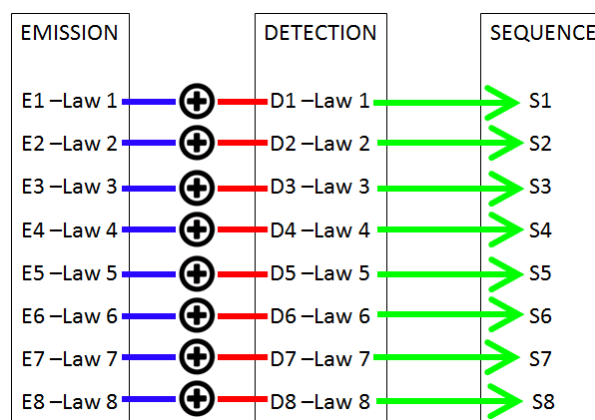 EMISSION DETECTION SEQUENCE
E1 –Law 1 D1 –Law 1 S1
E2 –Law 2 D2 –Law 2 S2
E3 –Law 3 D3 –Law 3 S3
E4 –Law 4 D4 –Law 4 S4
E5 –Law 5 D5 –Law 5 S5
E6 –Law 6 D6 –Law 6 S6
E7 –Law 7 D7 –Law 7 S7
E8 –Law 8 D8 –Law 8 S8